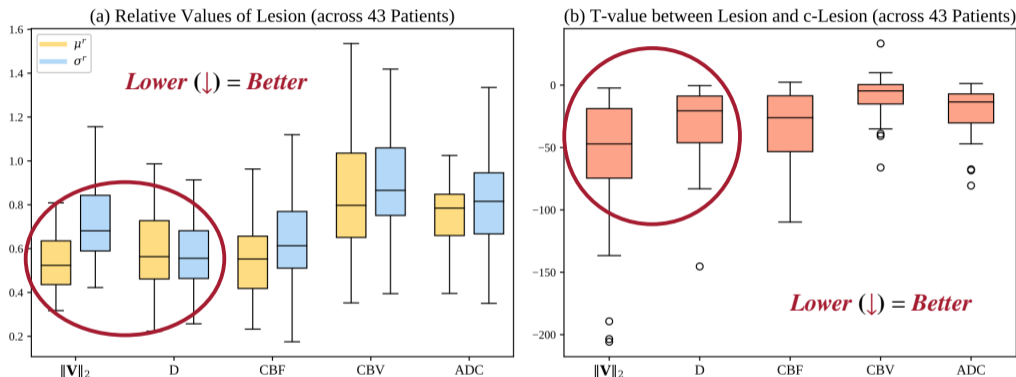 (a) Relative Values of Lesion (across 43 Patients)
1.6
1.4
1.2
1.0
0.8
0.6
0.4
0.2
μʳ
σʳ
Lower (↓) = Better
‖V‖₂
D
CBF
CBV
ADC
(b) T-value between Lesion and c-Lesion (across 43 Patients)
0
−50
−100
−150
−200
Lower (↓) = Better
‖V‖₂
D
CBF
CBV
ADC